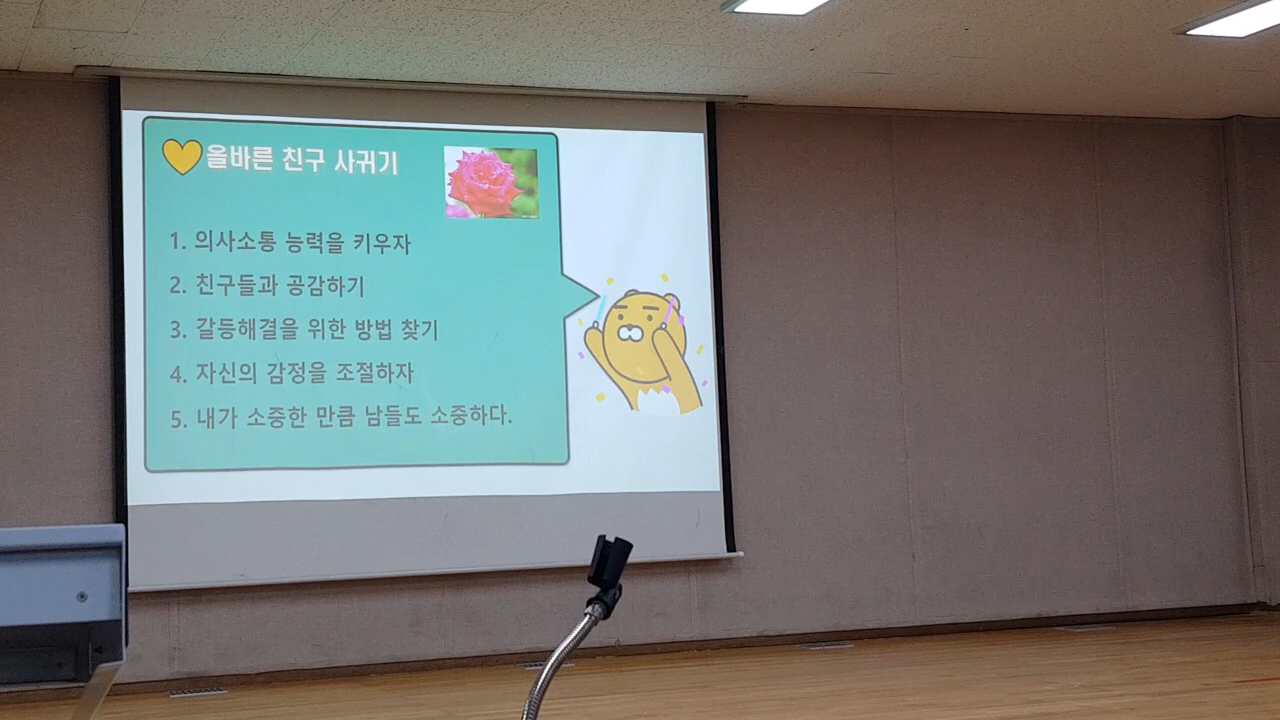 올바른 친구 사귀기
1. 의사소통 능력을 키우자
2. 친구들과 공감하기
3. 갈등해결을 위한 방법 찾기
4. 자신의 감정을 조절하자
5. 내가 소중한 만큼 남들도 소중하다.